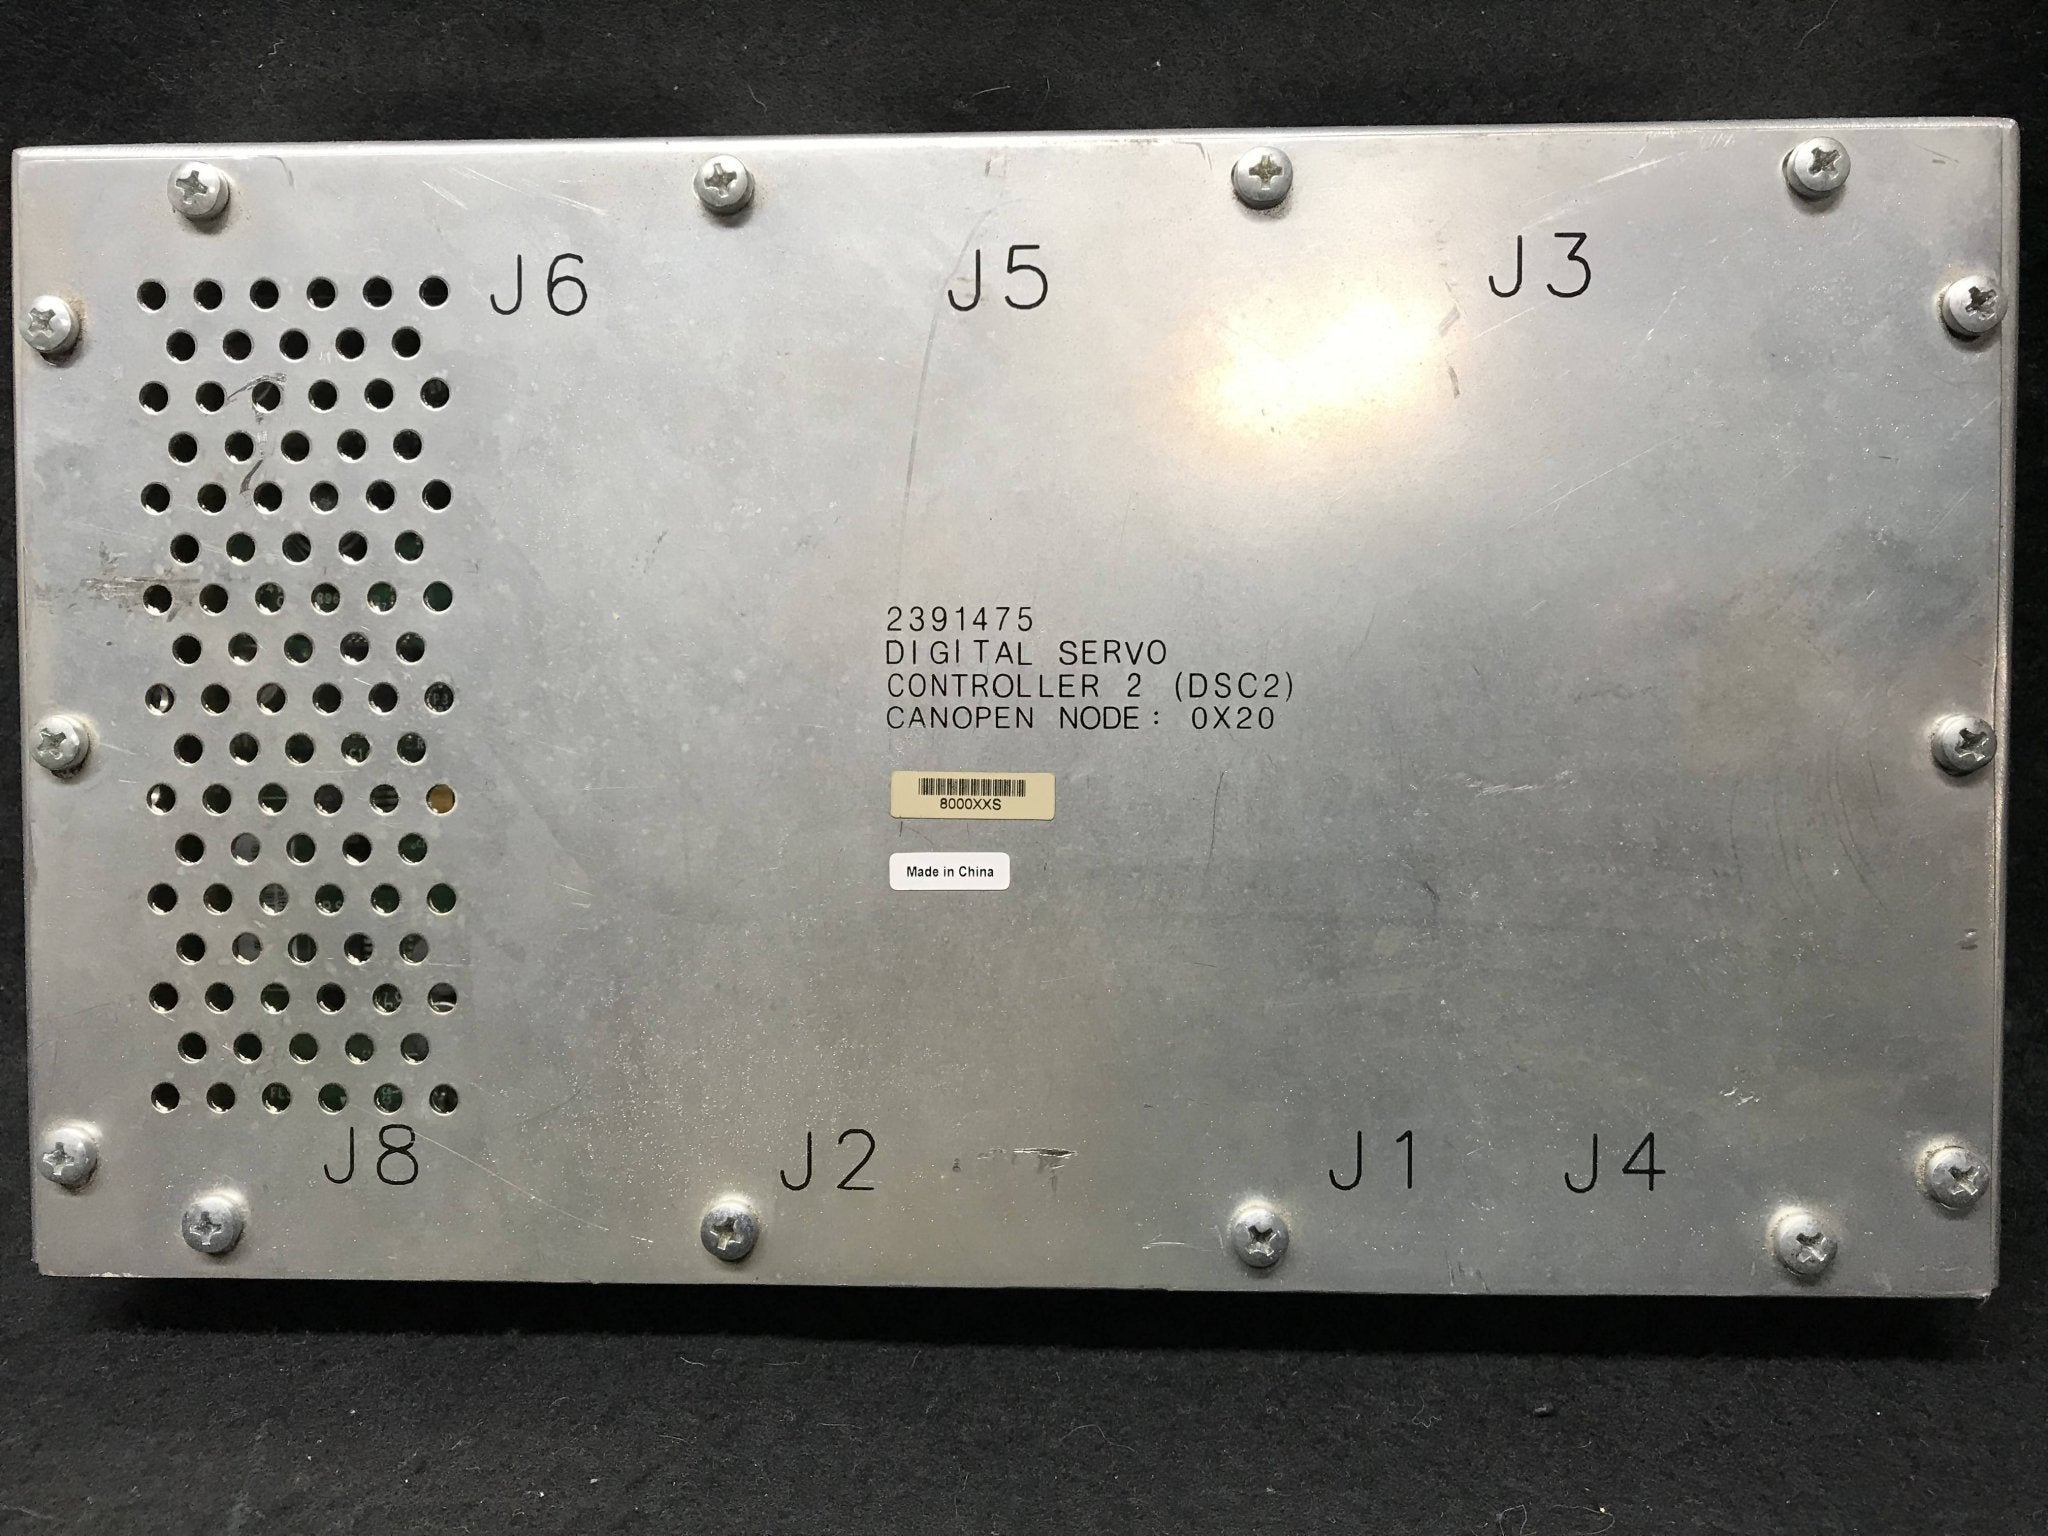 J6 J5 J3
2391475
DIGITAL SERVO
CONTROLLER 2 (DSC2)
CANOPEN NODE: 0X20
8000XXS
Made in China
J8 J2 J1 J4